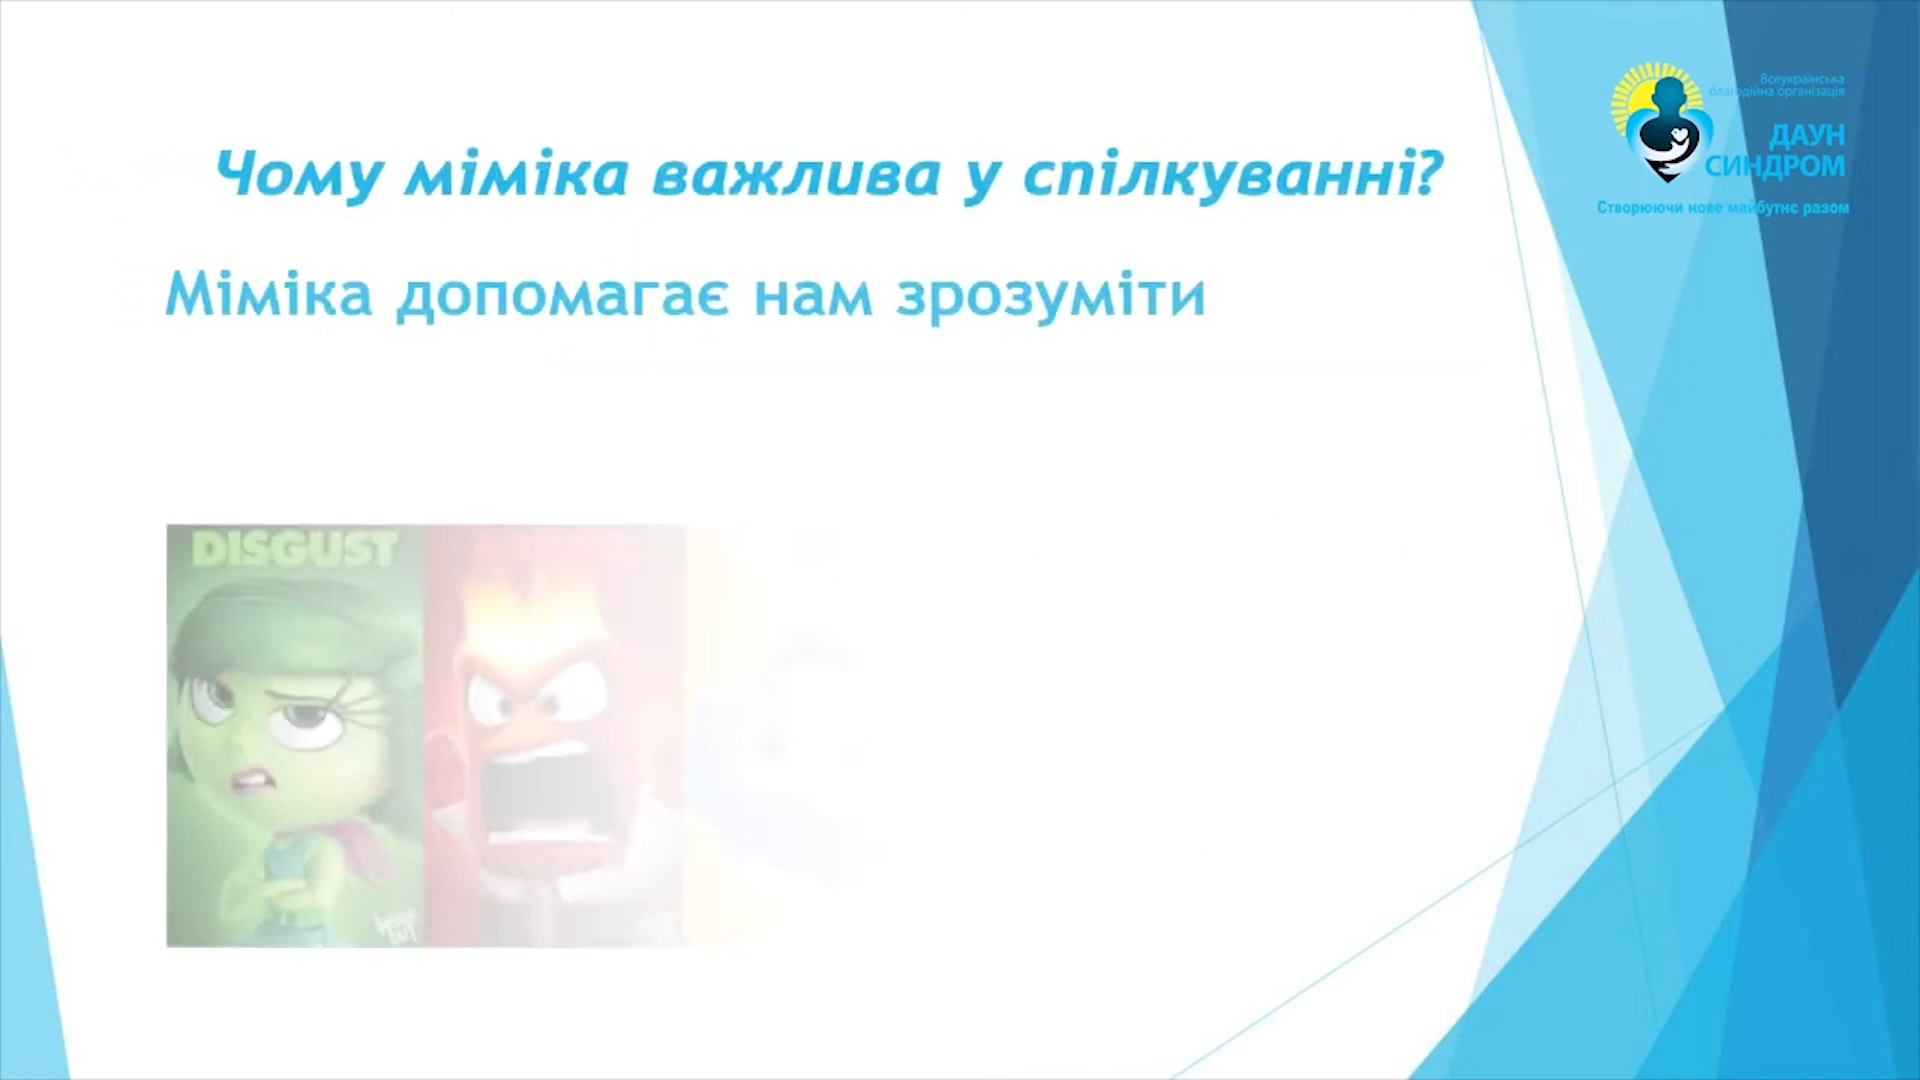 Всеукраїнська
благодійна організація
ДАУН
СИНДРОМ
Створюючи нове майбутнє разом
Чому міміка важлива у спілкуванні?
Міміка допомагає нам зрозуміти
DISGUST